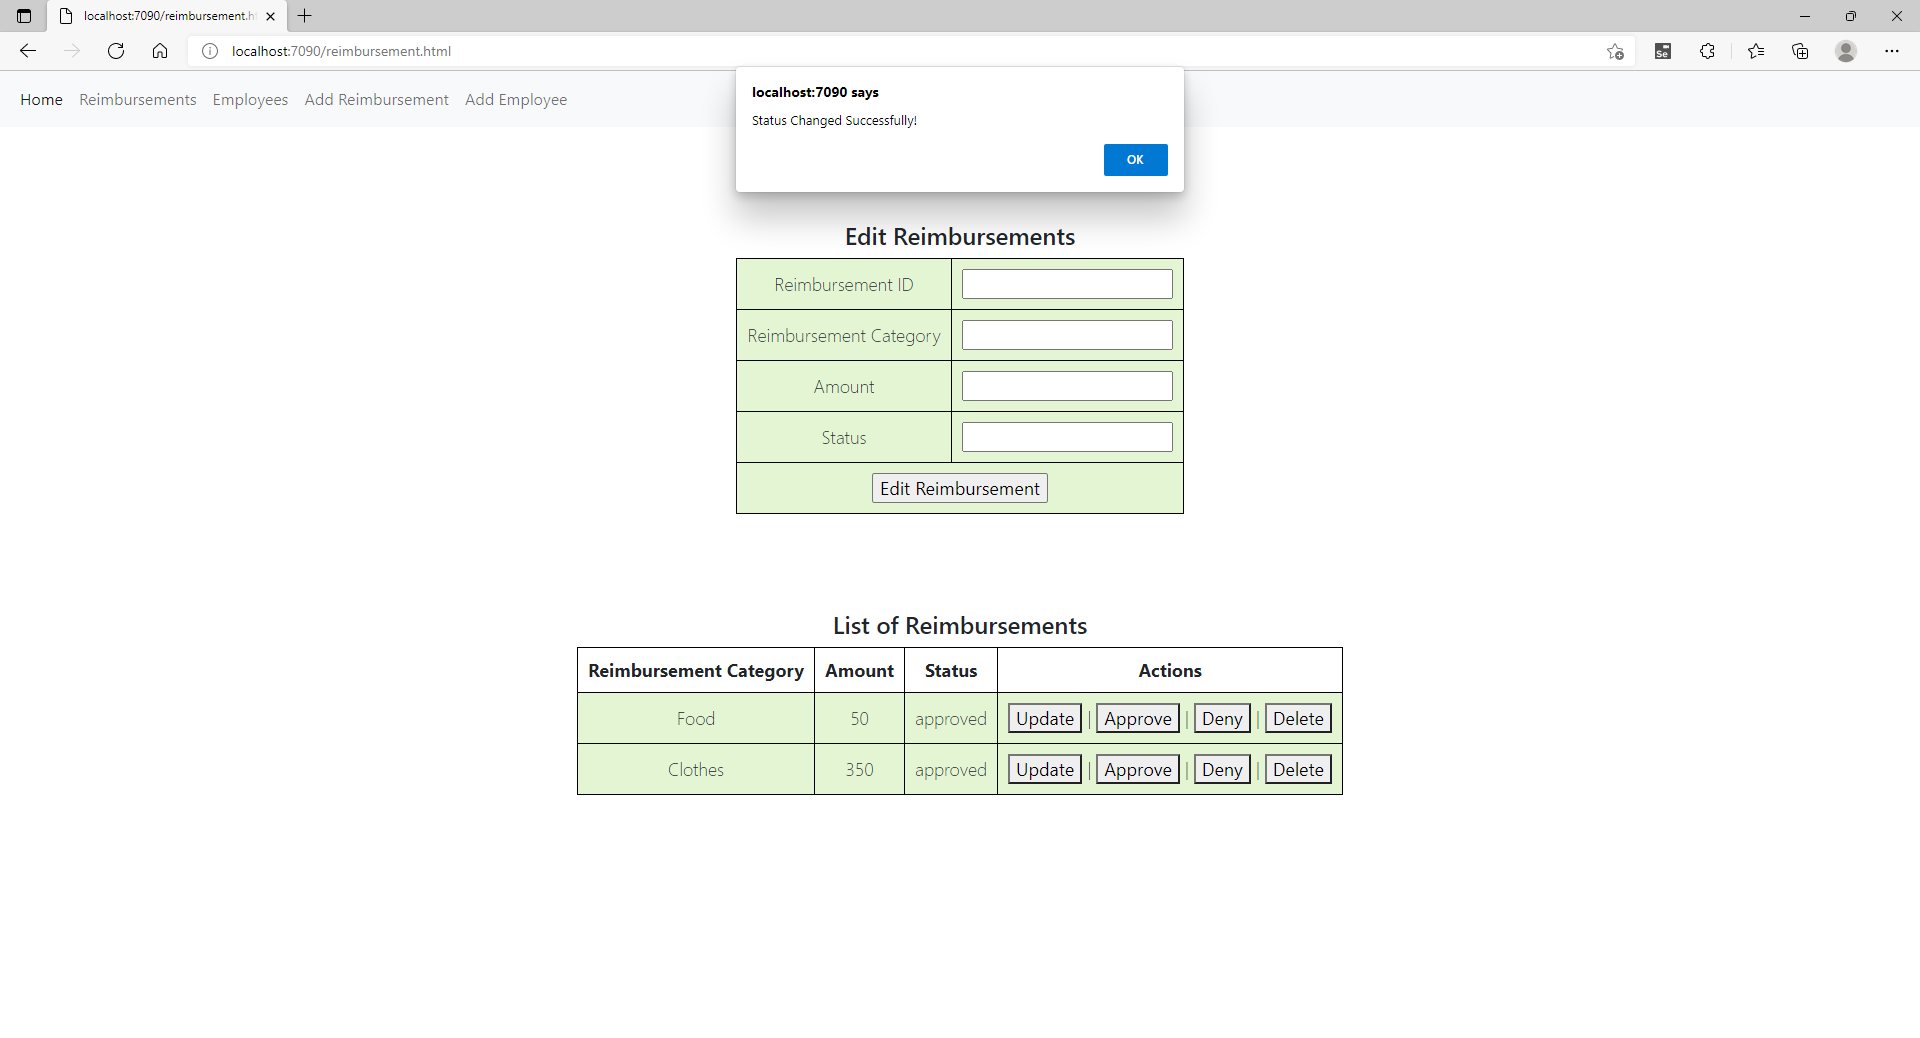 localhost:7090/reimbursement.h
localhost:7090/reimbursement.html
Se
Home Reimbursements Employees Add Reimbursement Add Employee
localhost:7090 says
Status Changed Successfully!
OK
Edit Reimbursements
Reimbursement ID
Reimbursement Category
Amount
Status
Edit Reimbursement
List of Reimbursements
Reimbursement Category Amount Status Actions
Food 50 approved Update | Approve | Deny | Delete
Clothes 350 approved Update | Approve | Deny | Delete